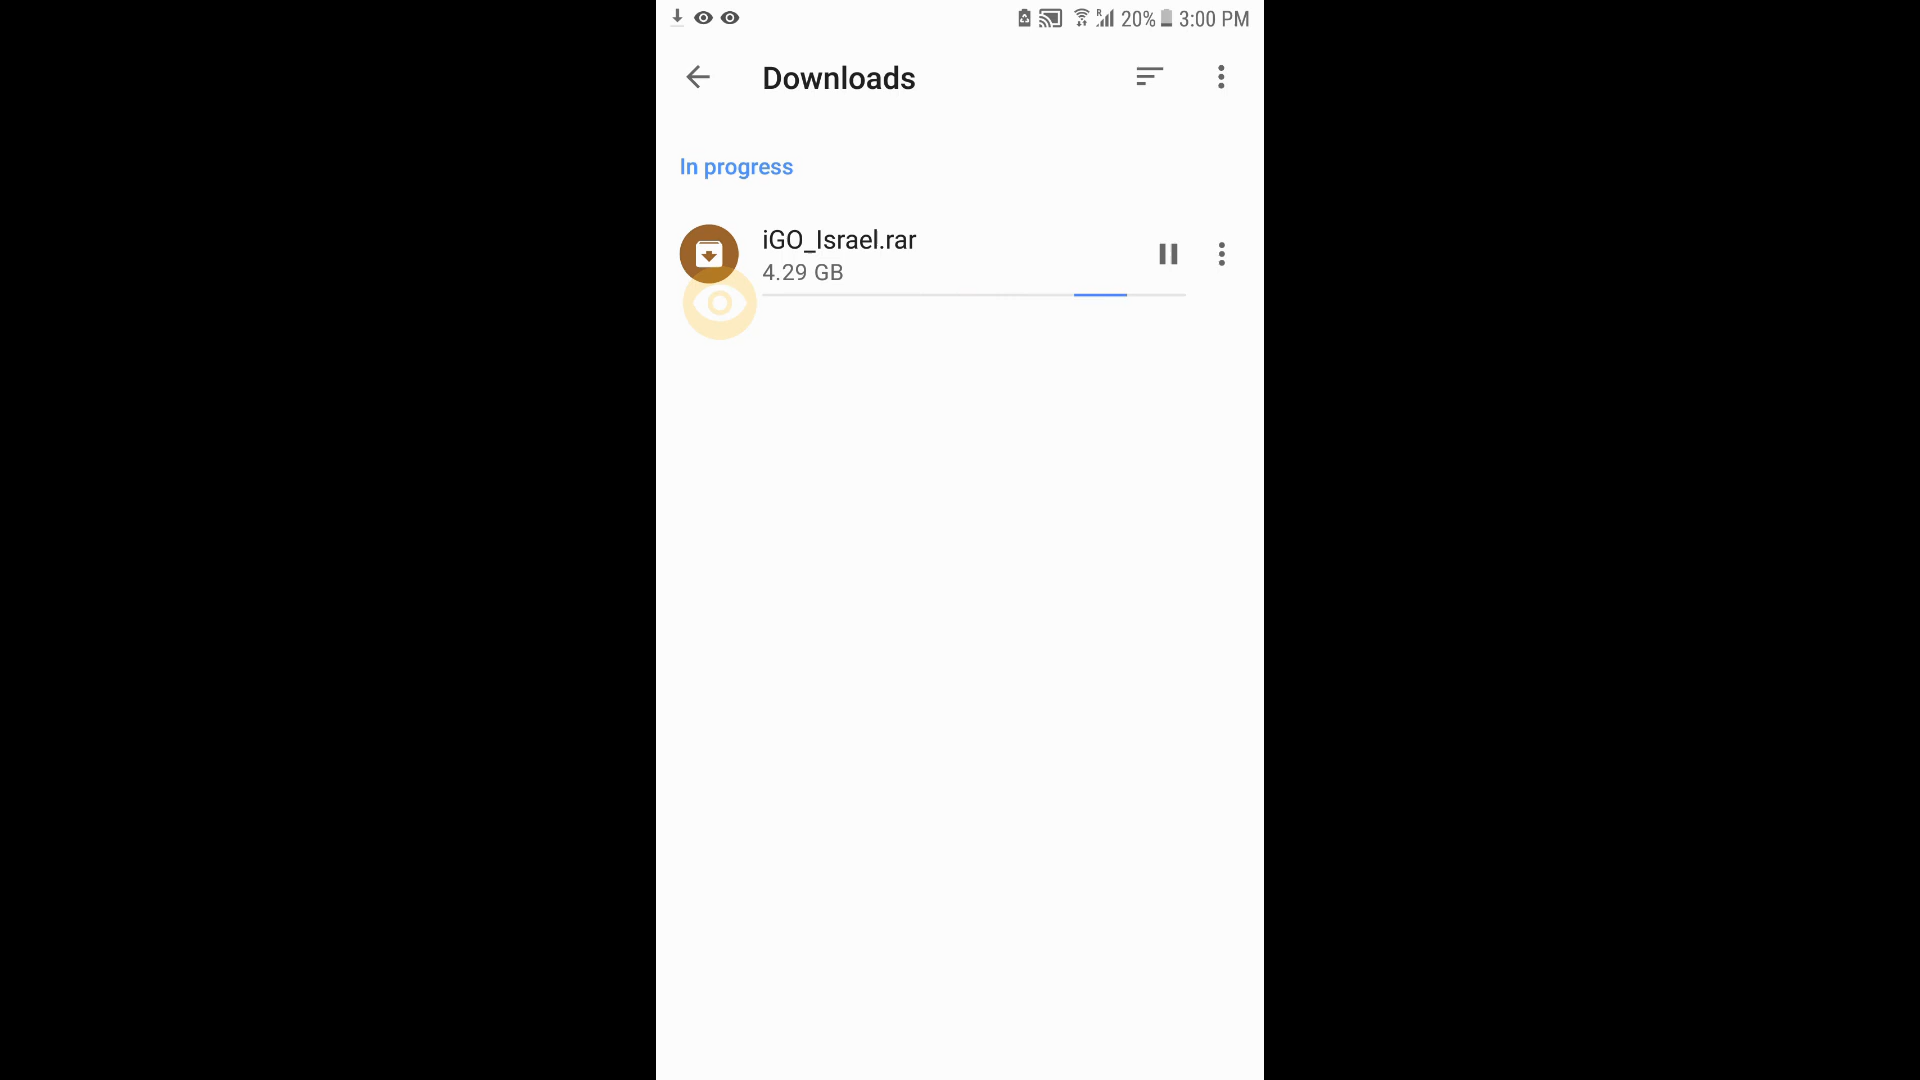 R 20% 3:00 PM
Downloads
In progress
iGO_Israel.rar
4.29 GB